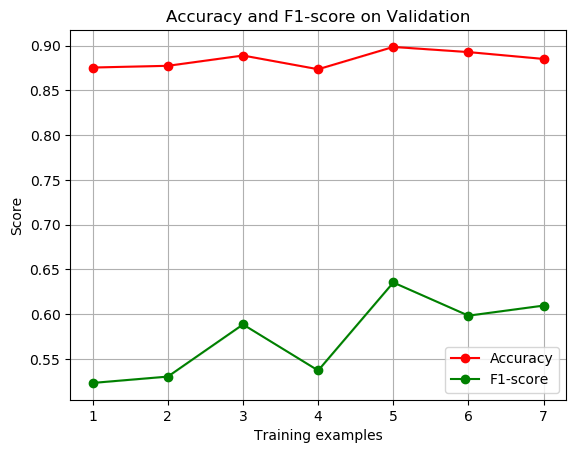 Accuracy and F1-score on Validation
0.90
0.85
0.80
0.75
0.70
0.65
0.60
0.55
Score
1 2 3 4 5 6 7
Training examples
Accuracy
F1-score